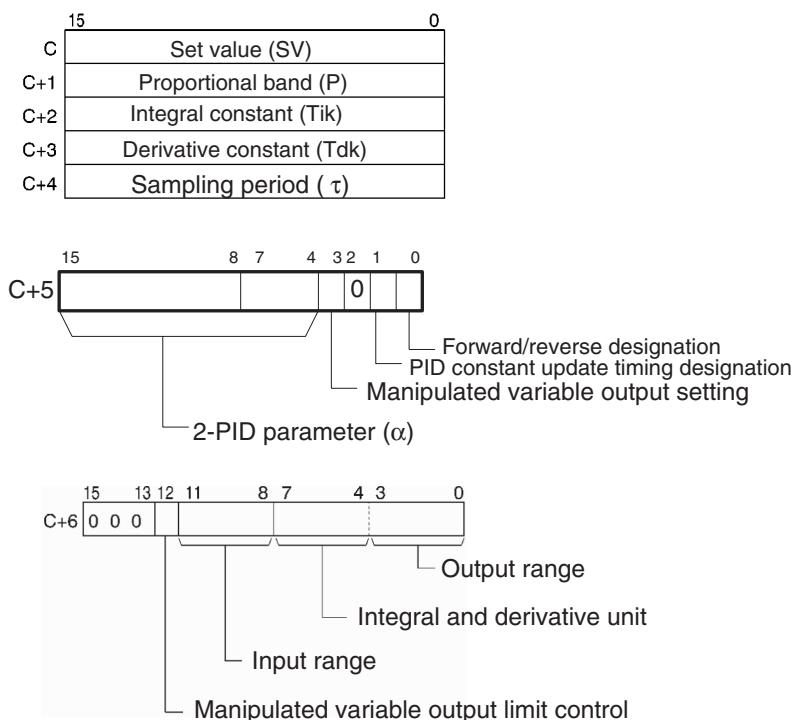 15 0
C Set value (SV)
C+1 Proportional band (P)
C+2 Integral constant (Tik)
C+3 Derivative constant (Tdk)
C+4 Sampling period ( τ)
15 8 7 4 3 2 1 0
C+5 0
Forward/reverse designation
PID constant update timing designation
Manipulated variable output setting
2-PID parameter (α)
15 13 12 11 8 7 4 3 0
C+6 0 0 0
Output range
Integral and derivative unit
Input range
Manipulated variable output limit control